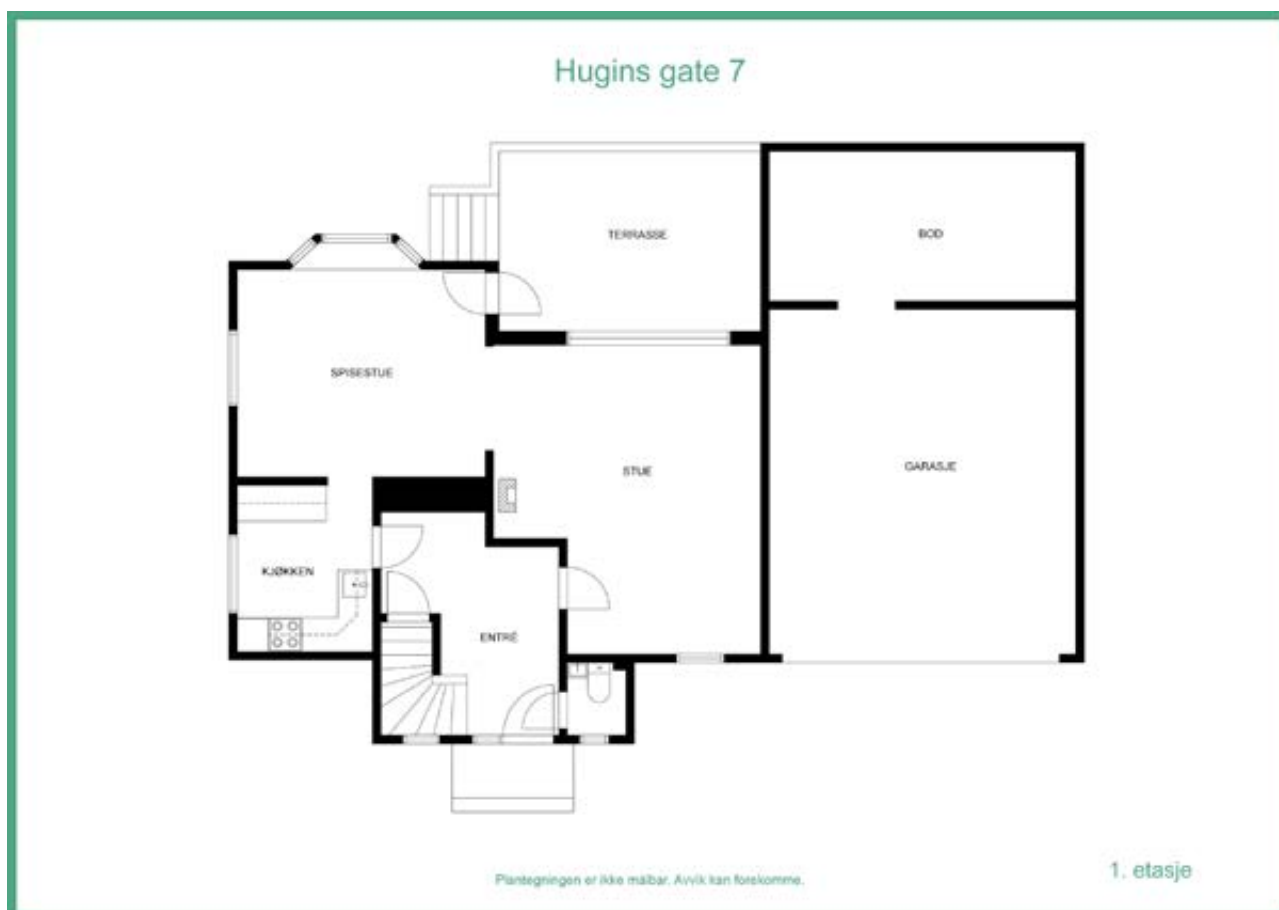 Hugins gate 7
TERRASSE
BOD
SPISESTUE
STUE
GARASJE
KJØKKEN
ENTRÉ
Plantegningen er ikke målbar. Avvik kan forekomme.
1. etasje